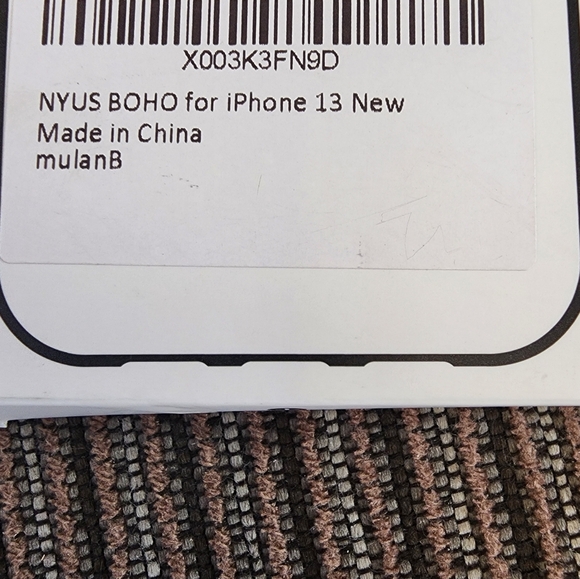 X003K3FN9D
NYUS BOHO for iPhone 13 New
Made in China
mulanB